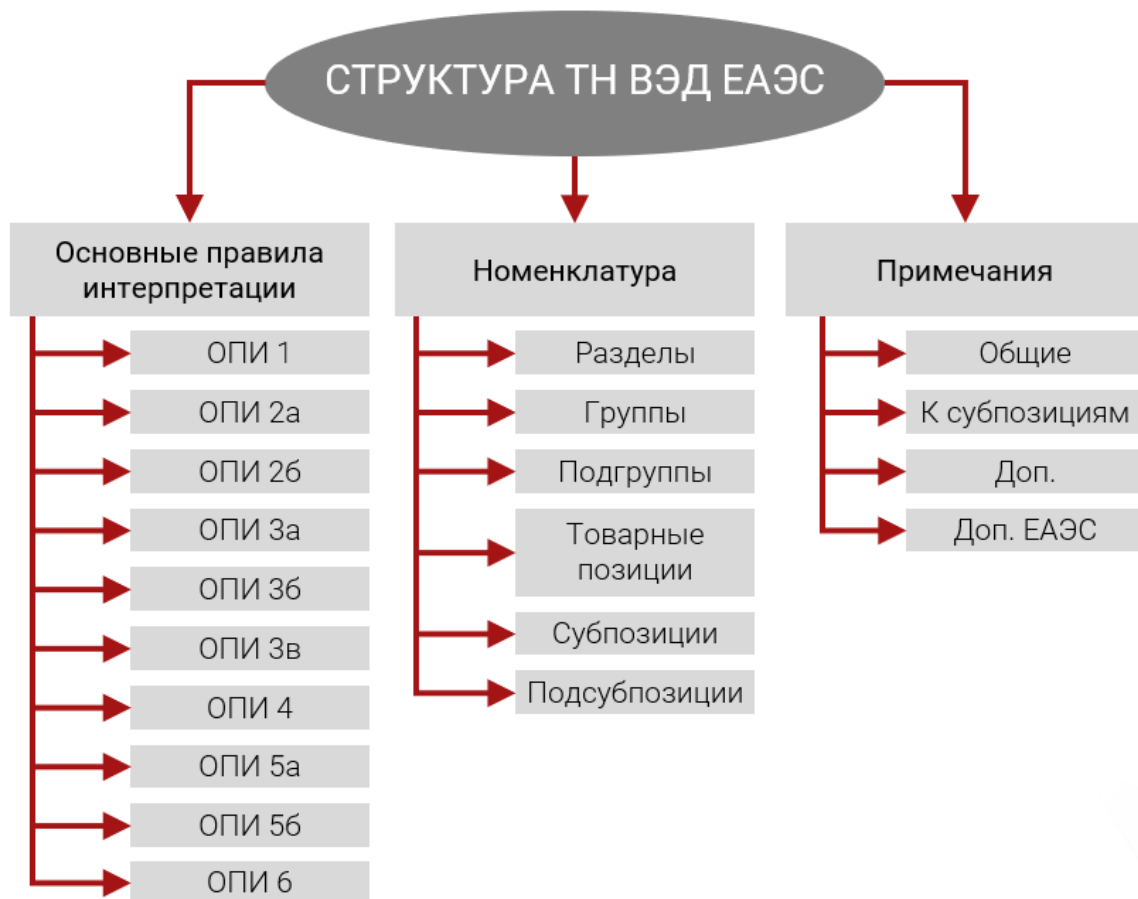 СТРУКТУРА ТН ВЭД ЕАЭС
Основные правила
интерпретации
ОПИ 1
ОПИ 2а
ОПИ 2б
ОПИ 3а
ОПИ 3б
ОПИ 3в
ОПИ 4
ОПИ 5а
ОПИ 5б
ОПИ 6
Номенклатура
Разделы
Группы
Подгруппы
Товарные
позиции
Субпозиции
Подсубпозиции
Примечания
Общие
К субпозициям
Доп.
Доп. ЕАЭС